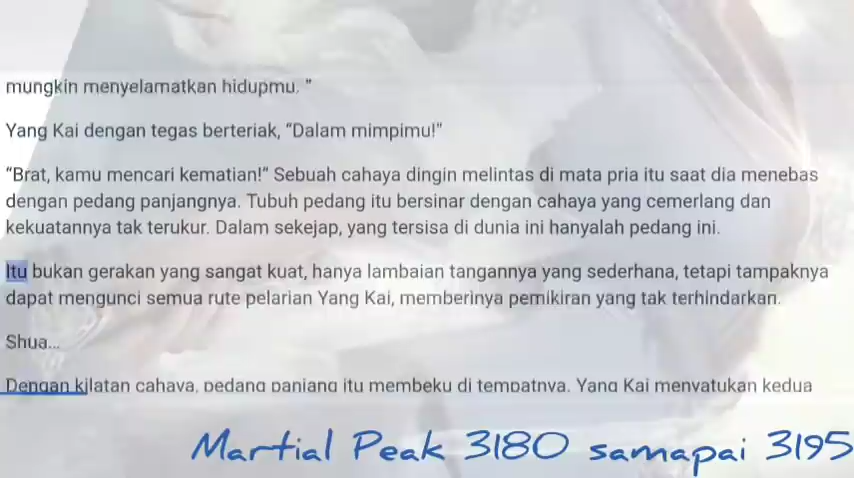 mungkin menyelamatkan hidupmu. "
Yang Kai dengan tegas berteriak, “Dalam mimpimu!”
“Brat, kamu mencari kematian!” Sebuah cahaya dingin melintas di mata pria itu saat dia menebas
dengan pedang panjangnya. Tubuh pedang itu bersinar dengan cahaya yang cemerlang dan
kekuatannya tak terukur. Dalam sekejap, yang tersisa di dunia ini hanyalah pedang ini.
Itu bukan gerakan yang sangat kuat, hanya lambaian tangannya yang sederhana, tetapi tampaknya
dapat mengunci semua rute pelarian Yang Kai, memberinya pemikiran yang tak terhindarkan.
Shua...
Dengan kilatan cahaya, pedang panjang itu membeku di tempatnya. Yang Kai menyatukan kedua
Martial Peak 3180 samapai 3195